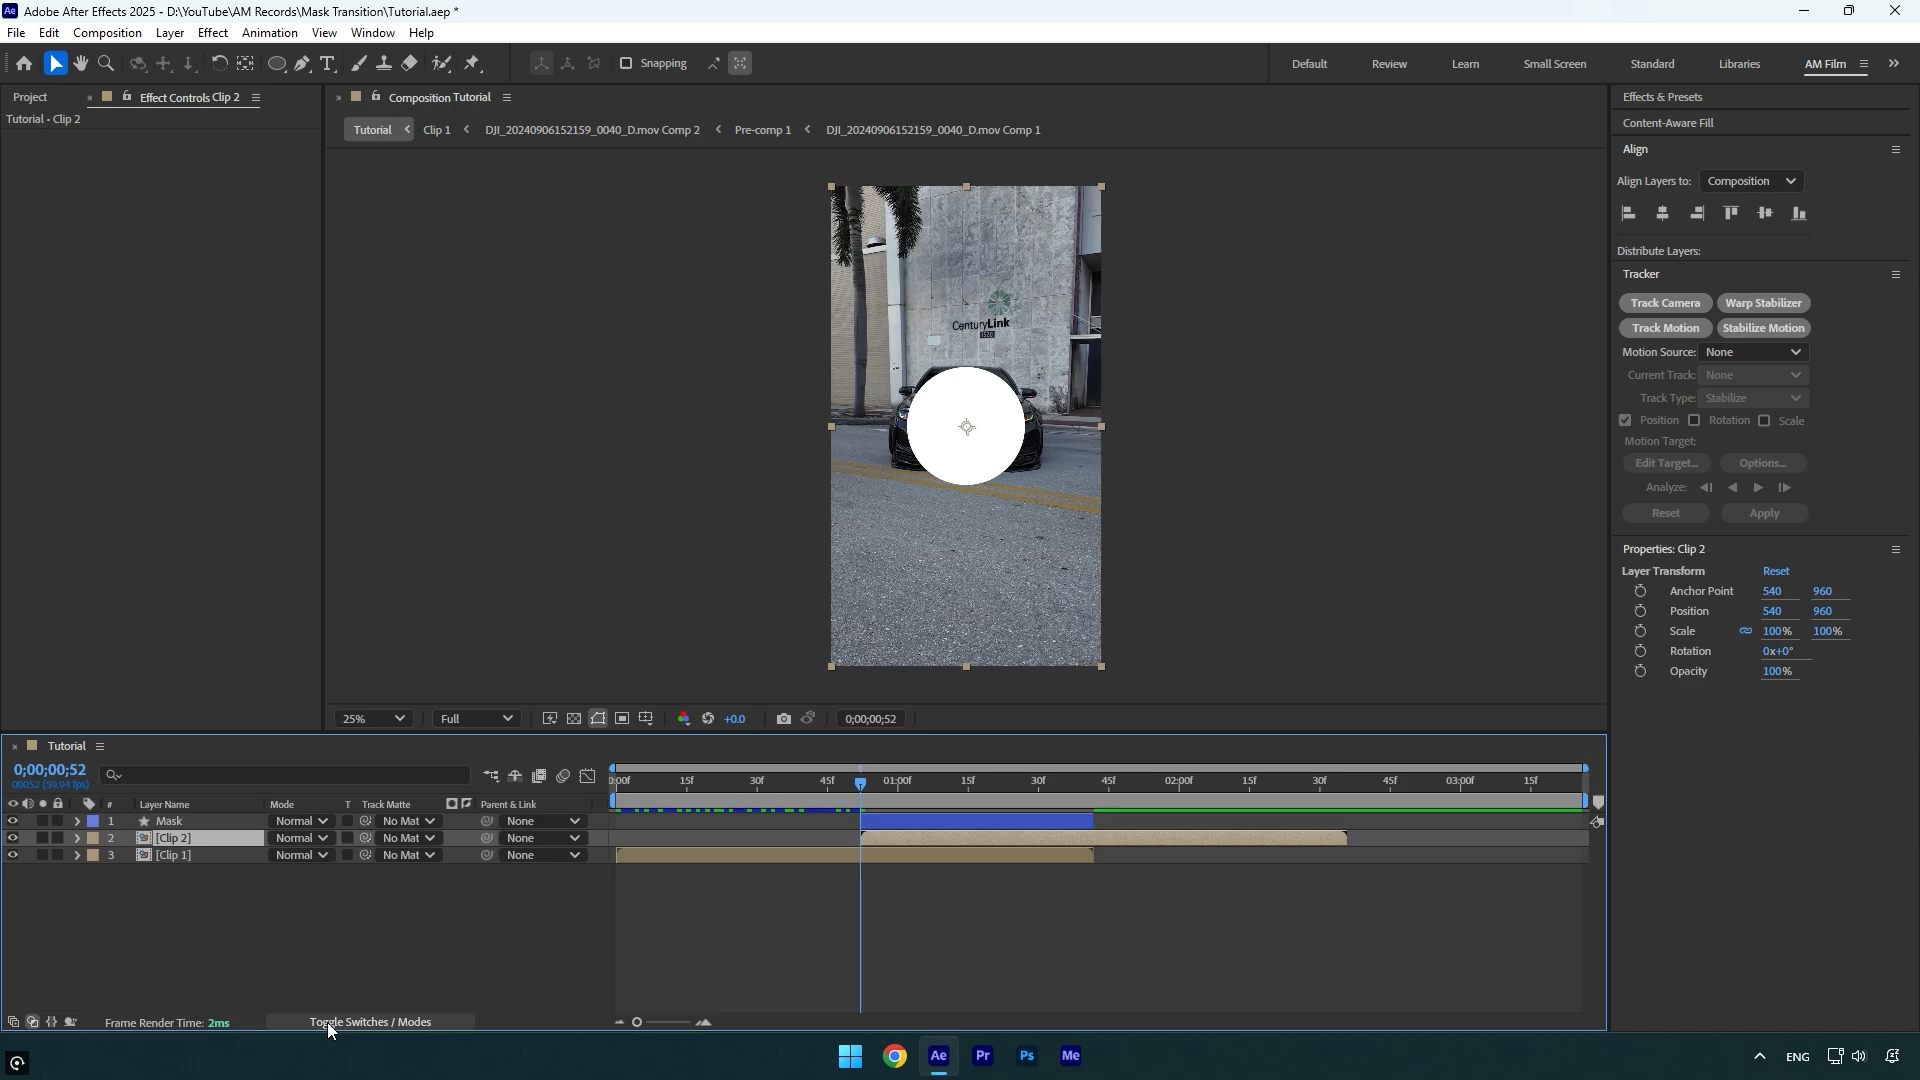 Adobe After Effects 2025 - D:\YouTube\AM Records\Mask Transition\Tutorial.aep *
File Edit Composition Layer Effect Animation View Window Help
Snapping
Default Review Learn Small Screen Standard Libraries AM Film
Project Effect Controls Clip 2
Tutorial • Clip 2
Composition Tutorial
Tutorial Clip 1 DJI_20240906152159_0040_D.mov Comp 2 Pre-comp 1 DJI_20240906152159_0040_D.mov Comp 1
CenturyLink
25% Full +0.0 0;00;00;52
Effects & Presets
Content-Aware Fill
Align
Align Layers to: Composition
Distribute Layers:
Tracker
Track Camera Warp Stabilizer
Track Motion Stabilize Motion
Motion Source: None
Current Track: None
Track Type: Stabilize
Position Rotation Scale
Motion Target:
Edit Target... Options...
Analyze:
Reset Apply
Properties: Clip 2
Layer Transform Reset
Anchor Point 540 960
Position 540 960
Scale 100% 100%
Rotation 0x+0°
Opacity 100%
Tutorial
0;00;00;52
00052 (59.94 fps)
0:00f 15f 30f 45f 01:00f 15f 30f 45f 02:00f 15f 30f 45f 03:00f 15f
# Layer Name Mode T Track Matte Parent & Link
1 Mask Normal No Mat None
2 [Clip 2] Normal No Mat None
3 [Clip 1] Normal No Mat None
Frame Render Time: 2ms Toggle Switches / Modes
Ae Pr Ps Me
ENG